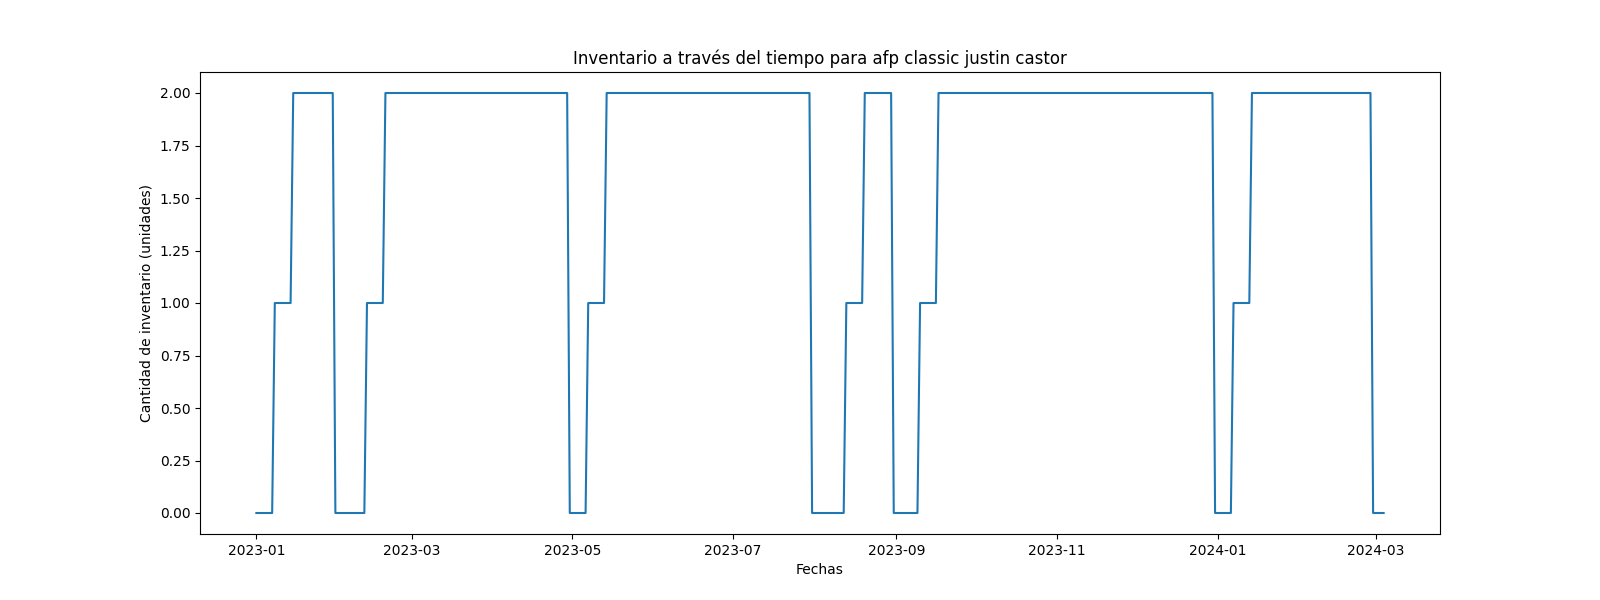 Inventario a través del tiempo para afp classic justin castor
Cantidad de inventario (unidades)
2.00
1.75
1.50
1.25
1.00
0.75
0.50
0.25
0.00
2023-01 2023-03 2023-05 2023-07 2023-09 2023-11 2024-01 2024-03
Fechas